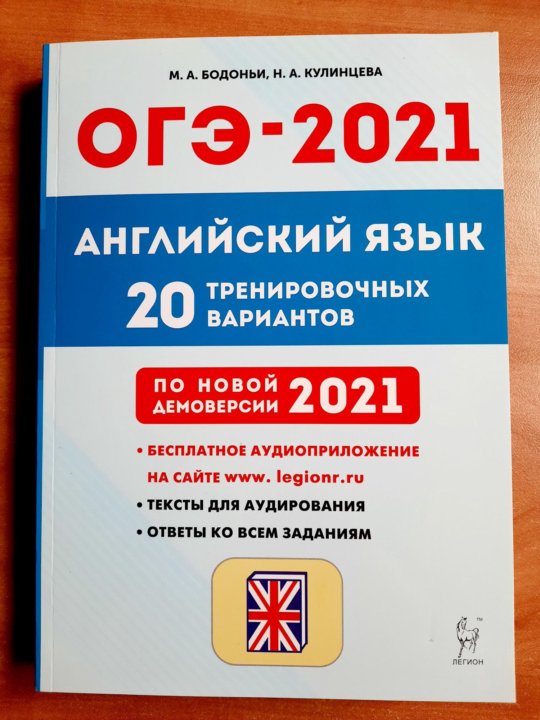 М. А. БОДОНЬИ, Н. А. КУЛИНЦЕВА
ОГЭ-2021
АНГЛИЙСКИЙ ЯЗЫК
20 ТРЕНИРОВОЧНЫХ
ВАРИАНТОВ
ПО НОВОЙ
ДЕМОВЕРСИИ 2021
• БЕСПЛАТНОЕ АУДИОПРИЛОЖЕНИЕ
НА САЙТЕ www. legionr.ru
• ТЕКСТЫ ДЛЯ АУДИРОВАНИЯ
• ОТВЕТЫ КО ВСЕМ ЗАДАНИЯМ
TM
ЛЕГИОН